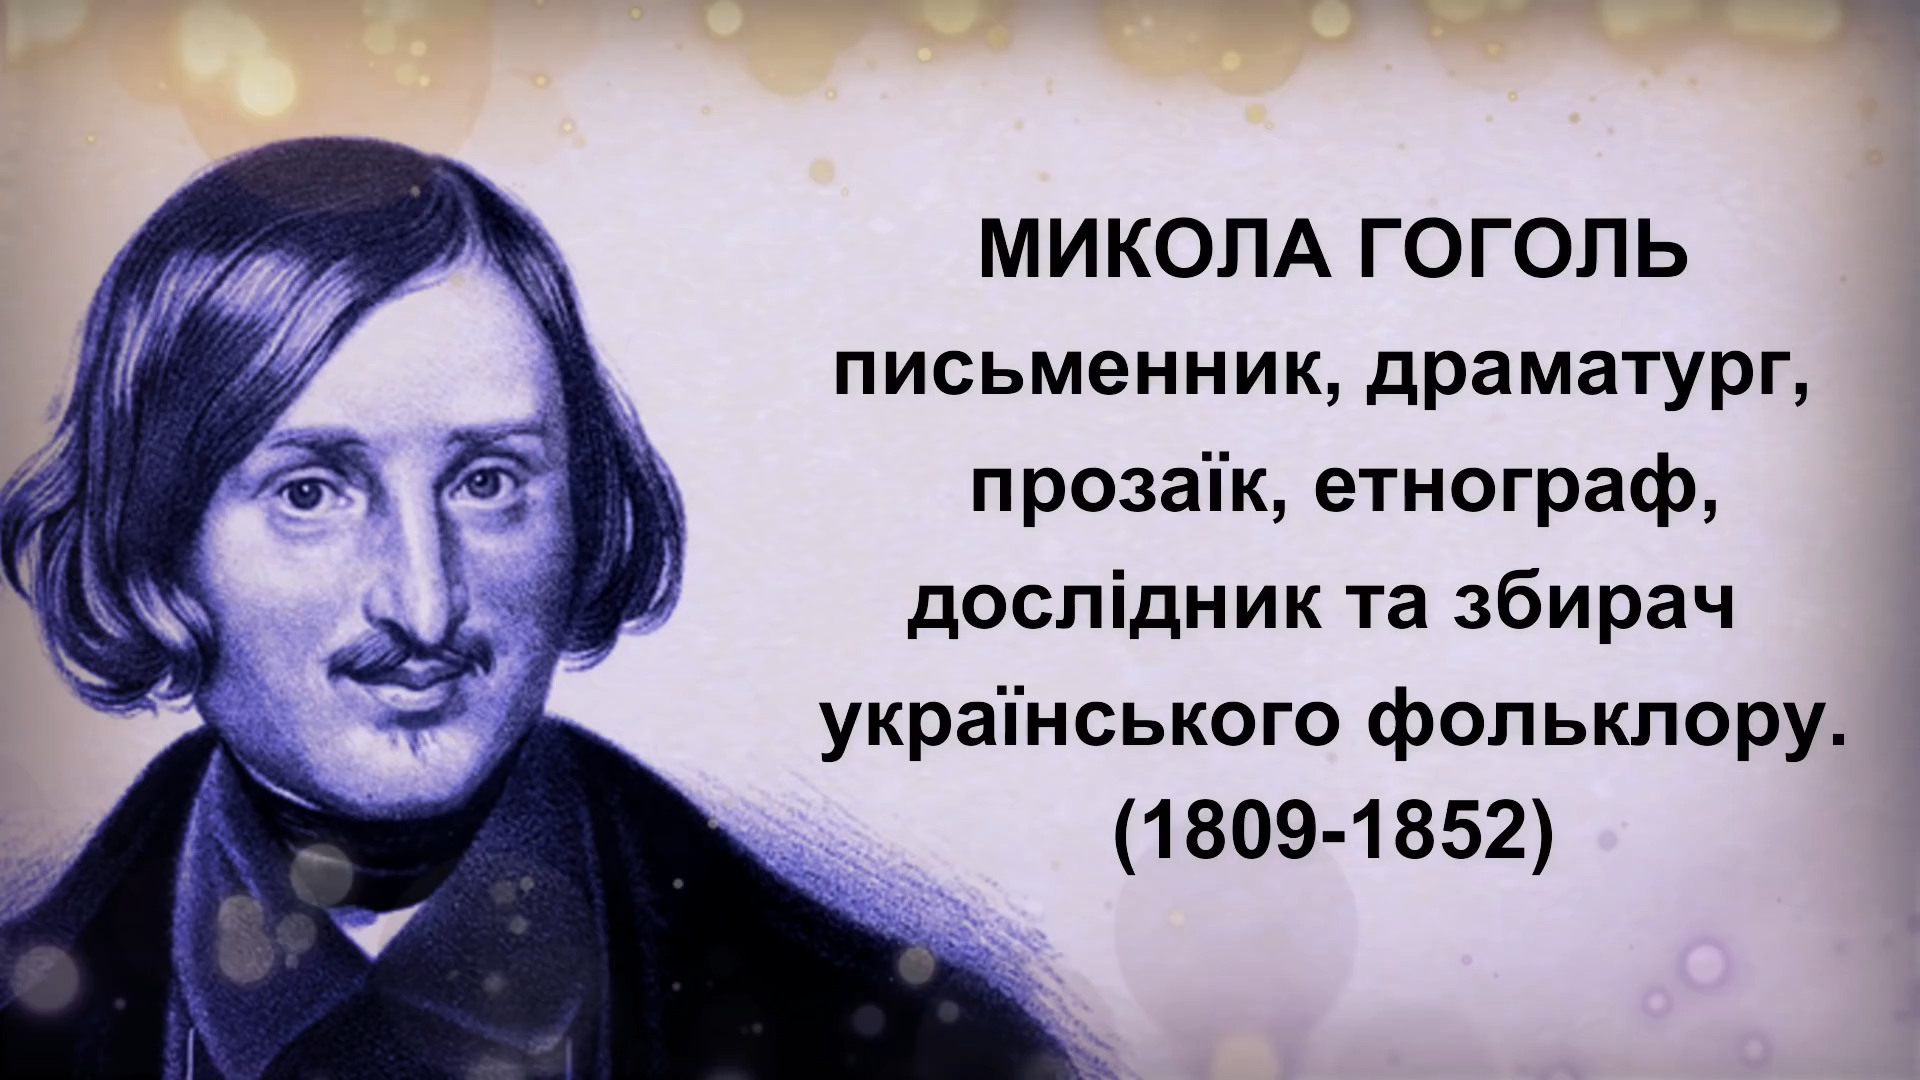 МИКОЛА ГОГОЛЬ
письменник, драматург,
прозаїк, етнограф,
дослідник та збирач
українського фольклору.
(1809-1852)